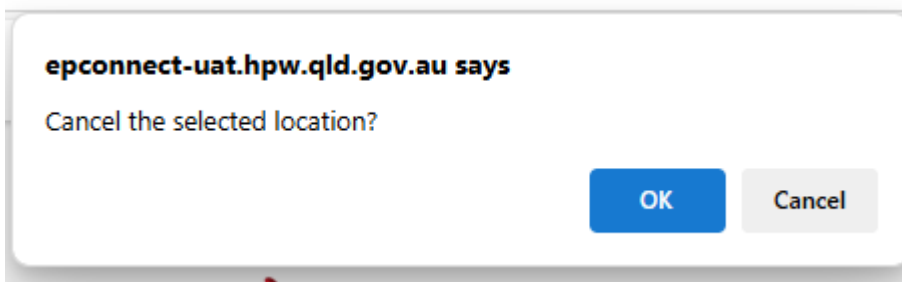 epconnect-uat.hpw.qld.gov.au says
Cancel the selected location?
OK Cancel